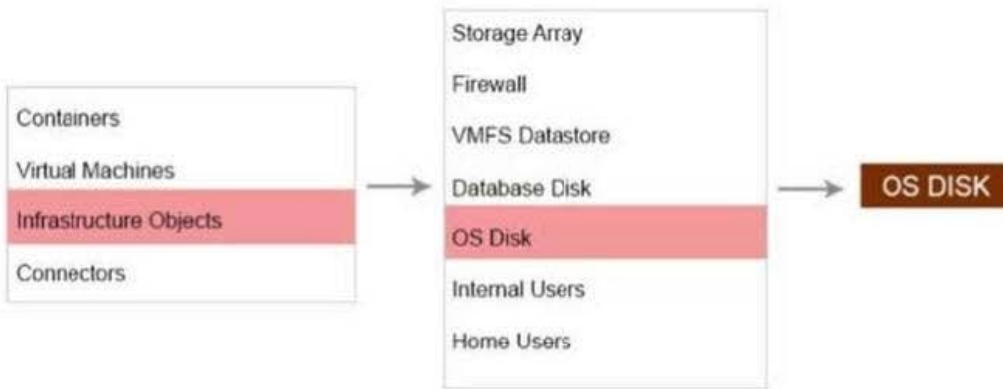 Containers
Virtual Machines
Infrastructure Objects
Connectors
Storage Array
Firewall
VMFS Datastore
Database Disk
OS Disk
Internal Users
Home Users
OS DISK